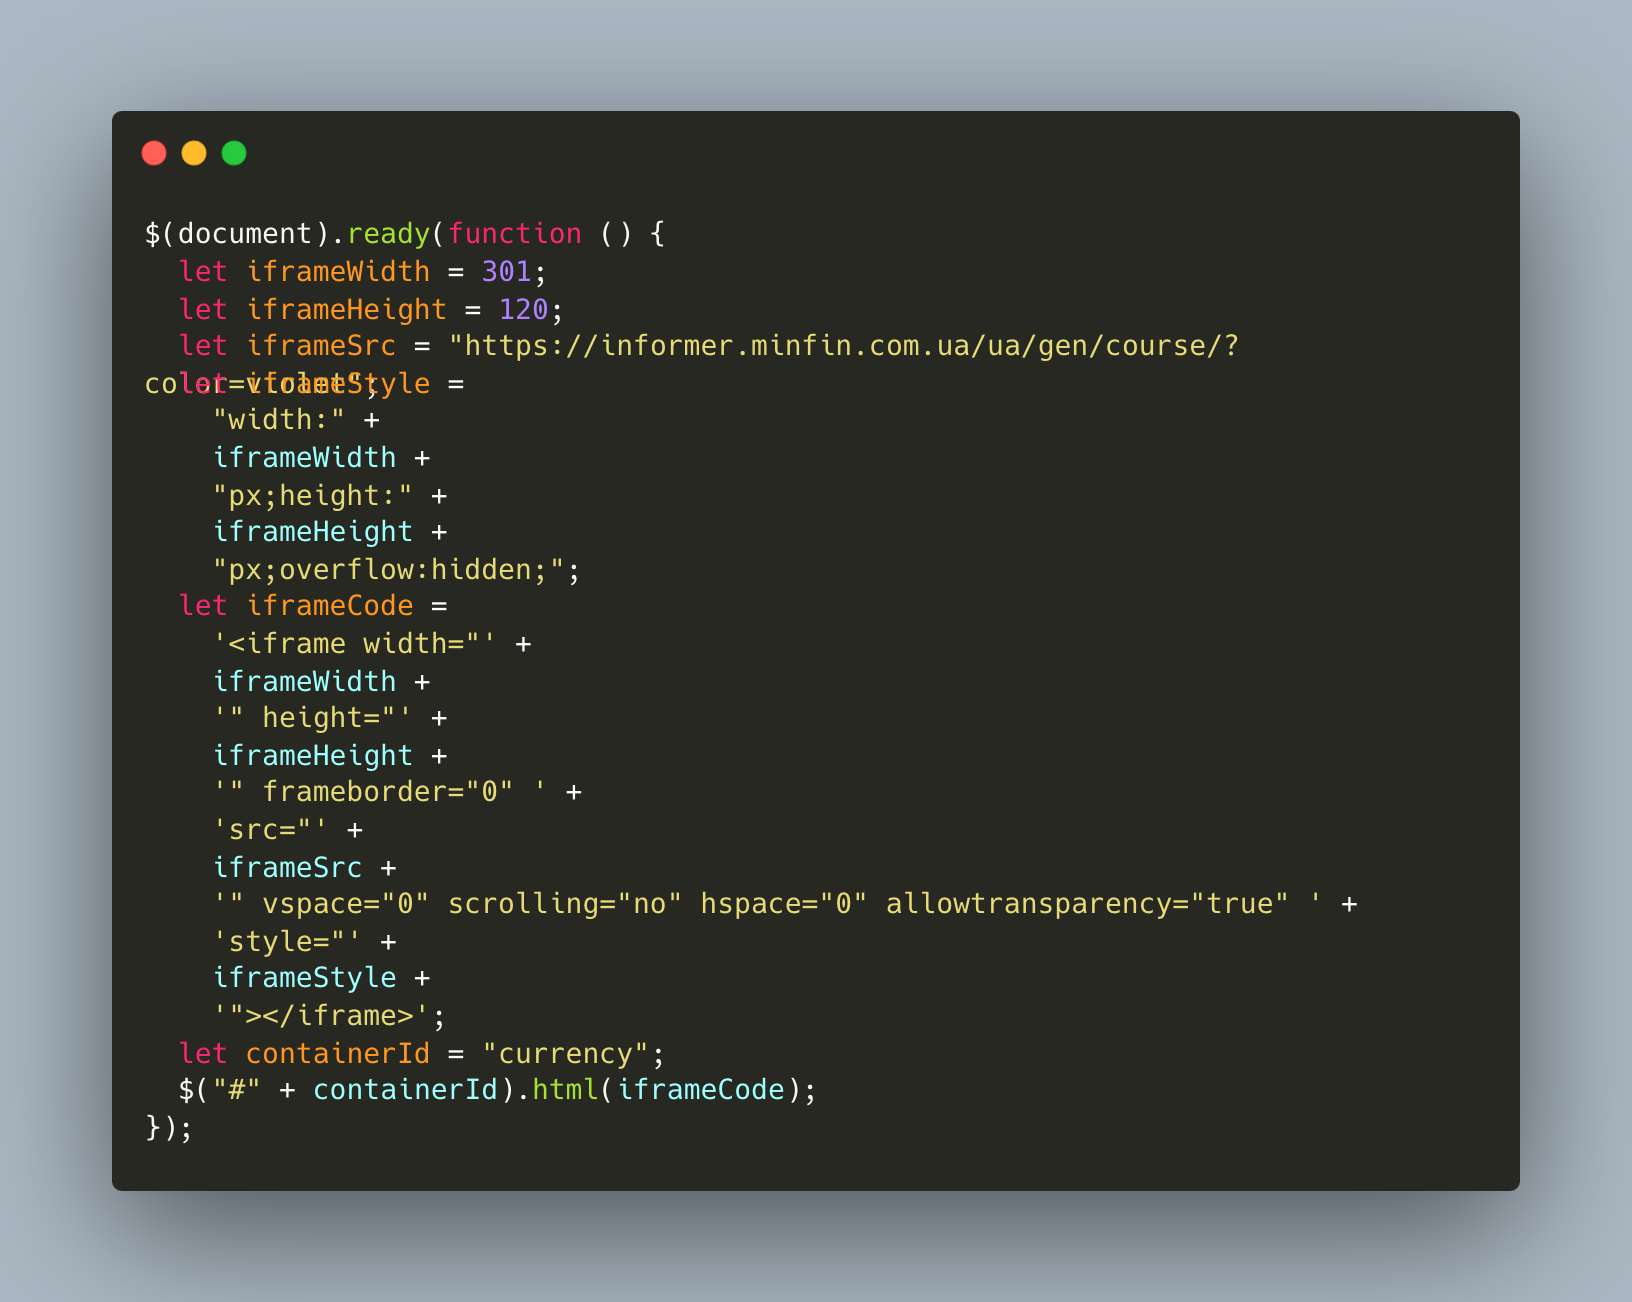 $(document).ready(function () {
  let iframeWidth = 301;
  let iframeHeight = 120;
  let iframeSrc = "https://informer.minfin.com.ua/ua/gen/course/?
color=violet";
  let iframeStyle =
    "width:" +
    iframeWidth +
    "px;height:" +
    iframeHeight +
    "px;overflow:hidden;";
  let iframeCode =
    '<iframe width="' +
    iframeWidth +
    '" height="' +
    iframeHeight +
    '" frameborder="0" ' +
    'src="' +
    iframeSrc +
    '" vspace="0" scrolling="no" hspace="0" allowtransparency="true" ' +
    'style="' +
    iframeStyle +
    '"></iframe>';
  let containerId = "currency";
  $("#" + containerId).html(iframeCode);
});